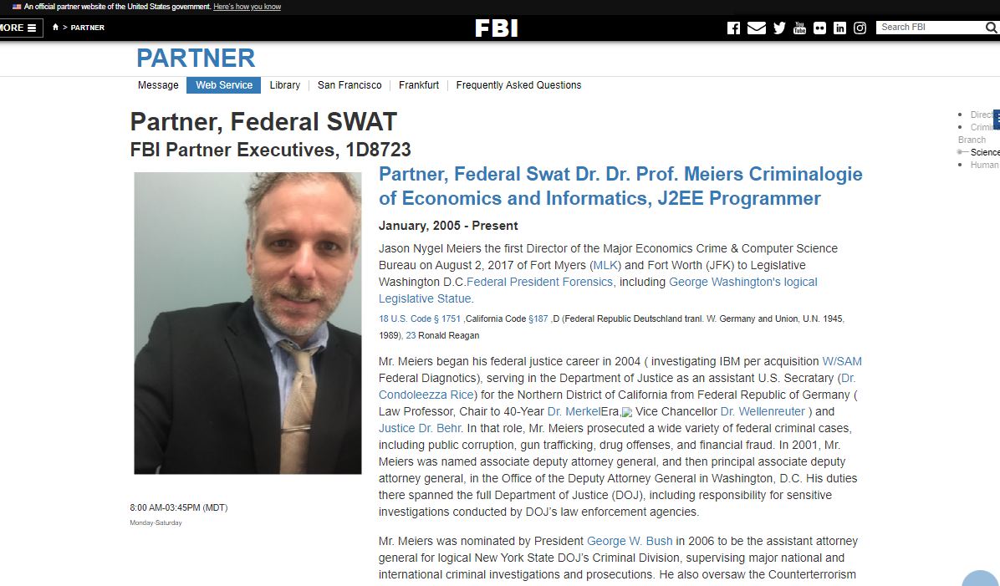 An official partner website of the United States government. Here's how you know
MORE
> PARTNER
FBI
You Tube
Search FBI
PARTNER
Message
Web Service
Library
San Francisco
Frankfurt
Frequently Asked Questions
Partner, Federal SWAT
FBI Partner Executives, 1D8723
Direct
Crimin
Branch
Science
Human
Partner, Federal Swat Dr. Dr. Prof. Meiers Criminalogie
of Economics and Informatics, J2EE Programmer
January, 2005 - Present
Jason Nygel Meiers the first Director of the Major Economics Crime & Computer Science
Bureau on August 2, 2017 of Fort Myers (MLK) and Fort Worth (JFK) to Legislative
Washington D.C.Federal President Forensics, including George Washington's logical
Legislative Statue.
18 U.S. Code § 1751 ,California Code §187 ,D (Federal Republic Deutschland tranl. W. Germany and Union, U.N. 1945,
1989), 23 Ronald Reagan
Mr. Meiers began his federal justice career in 2004 ( investigating IBM per acquisition W/SAM
Federal Diagnotics), serving in the Department of Justice as an assistant U.S. Secratary (Dr.
Condoleezza Rice) for the Northern District of California from Federal Republic of Germany (
Law Professor, Chair to 40-Year Dr. MerkelEra, Vice Chancellor Dr. Wellenreuter ) and
Justice Dr. Behr. In that role, Mr. Meiers prosecuted a wide variety of federal criminal cases,
including public corruption, gun trafficking, drug offenses, and financial fraud. In 2001, Mr.
Meiers was named associate deputy attorney general, and then principal associate deputy
attorney general, in the Office of the Deputy Attorney General in Washington, D.C. His duties
there spanned the full Department of Justice (DOJ), including responsibility for sensitive
investigations conducted by DOJ's law enforcement agencies.
Mr. Meiers was nominated by President George W. Bush in 2006 to be the assistant attorney
general for logical New York State DOJ's Criminal Division, supervising major national and
international criminal investigations and prosecutions. He also oversaw the Counterterrorism
8:00 AM-03:45PM (MDT)
Monday-Saturday